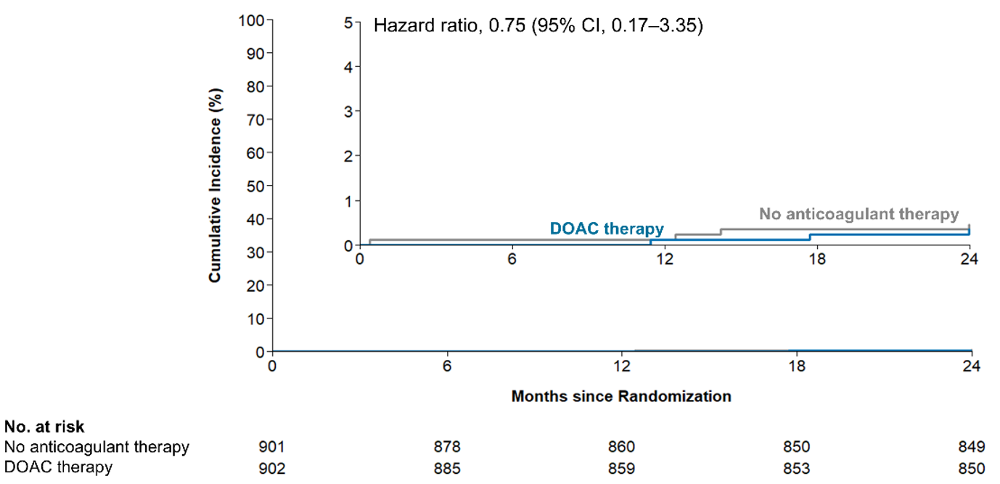 Hazard ratio, 0.75 (95% CI, 0.17–3.35)
Cumulative Incidence (%)
100
90
80
70
60
50
40
30
20
10
0
5
4
3
2
1
0
No anticoagulant therapy
DOAC therapy
0 6 12 18 24
0 6 12 18 24
Months since Randomization
No. at risk
No anticoagulant therapy 901 878 860 850 849
DOAC therapy 902 885 859 853 850